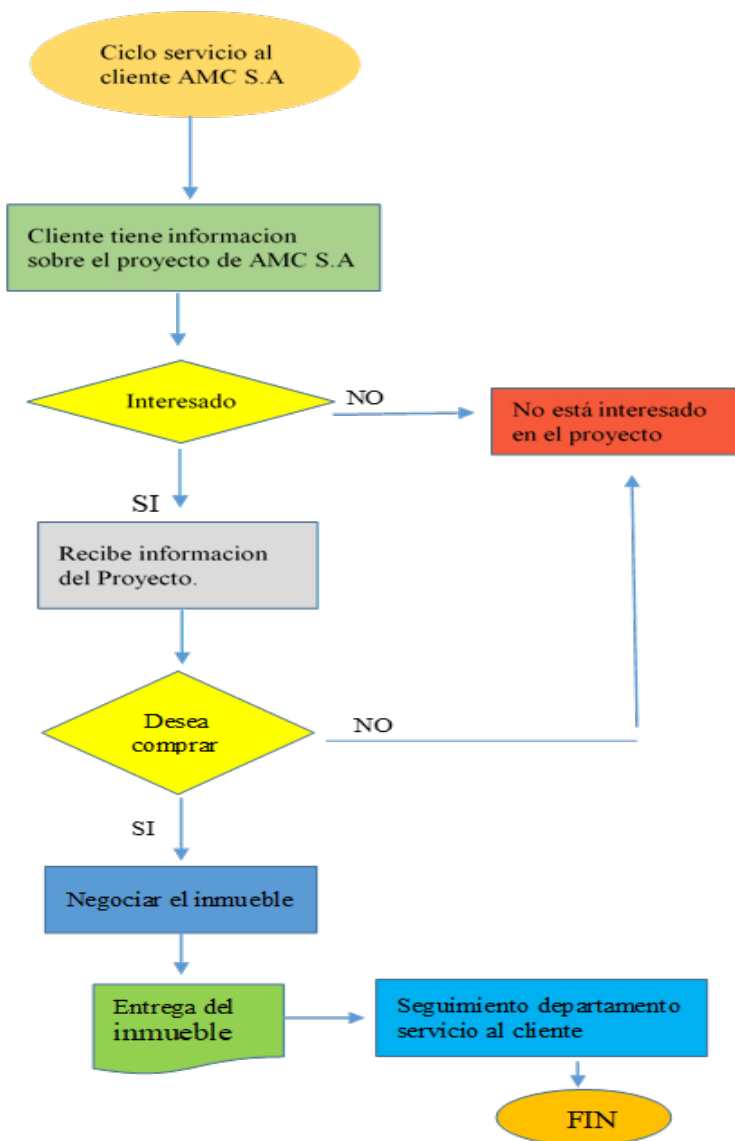 Ciclo servicio al
cliente AMC S.A
Cliente tiene informacion
sobre el proyecto de AMC S.A
Interesado
NO
No está interesado
en el proyecto
SI
Recibe informacion
del Proyecto.
Desea
comprar
NO
SI
Negociar el inmueble
Entrega del
inmueble
Seguimiento departamento
servicio al cliente
FIN